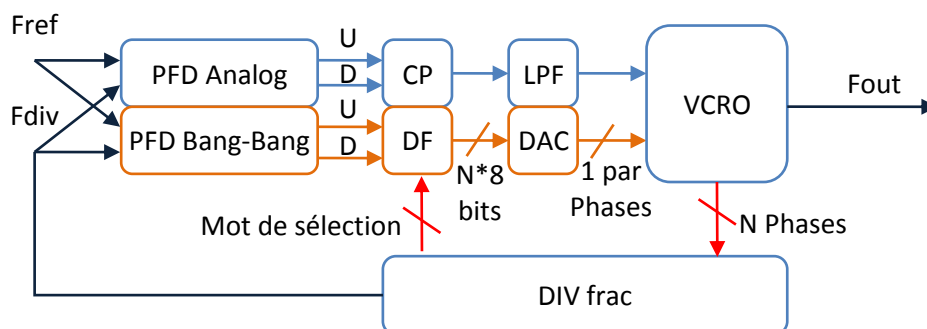 Fref
U
PFD Analog
CP
LPF
D
VCRO
Fout
Fdiv
U
PFD Bang-Bang
DF
DAC
D
N*8
bits
1 par
Phases
Mot de sélection
N Phases
DIV frac